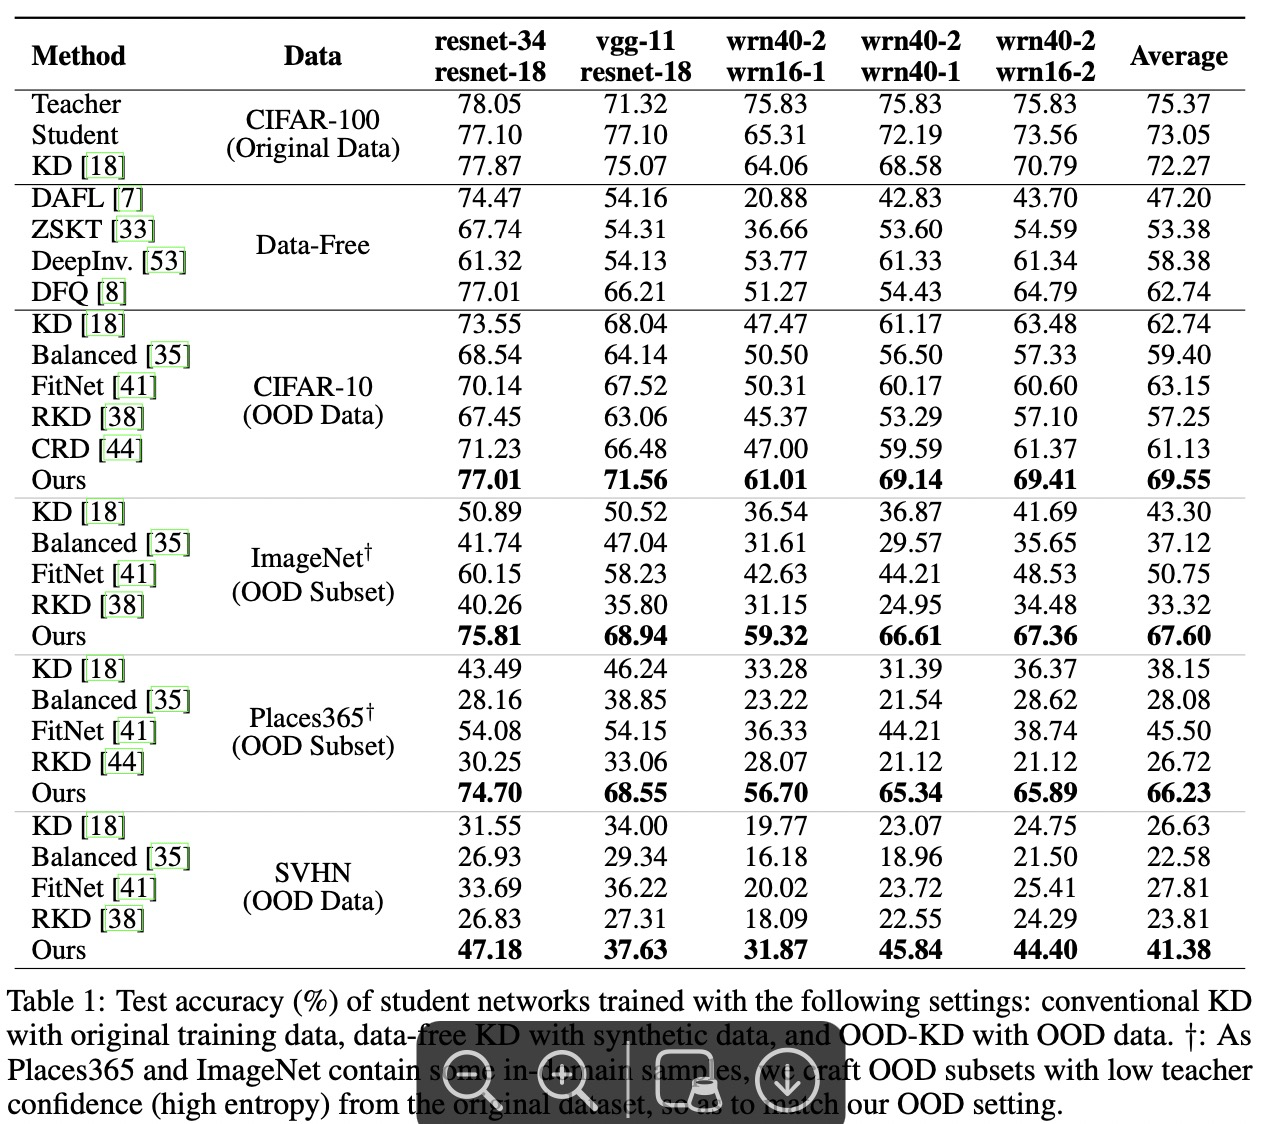 Method Data resnet-34 vgg-11 wrn40-2 wrn40-2 wrn40-2 Average
resnet-18 resnet-18 wrn16-1 wrn40-1 wrn16-2
Teacher 78.05 71.32 75.83 75.83 75.83 75.37
CIFAR-100
Student 77.10 77.10 65.31 72.19 73.56 73.05
(Original Data)
KD [18] 77.87 75.07 64.06 68.58 70.79 72.27
DAFL [7] 74.47 54.16 20.88 42.83 43.70 47.20
ZSKT [33] 67.74 54.31 36.66 53.60 54.59 53.38
Data-Free
DeepInv. [53] 61.32 54.13 53.77 61.33 61.34 58.38
DFQ [8] 77.01 66.21 51.27 54.43 64.79 62.74
KD [18] 73.55 68.04 47.47 61.17 63.48 62.74
Balanced [35] 68.54 64.14 50.50 56.50 57.33 59.40
FitNet [41] CIFAR-10 70.14 67.52 50.31 60.17 60.60 63.15
RKD [38] (OOD Data) 67.45 63.06 45.37 53.29 57.10 57.25
CRD [44] 71.23 66.48 47.00 59.59 61.37 61.13
Ours 77.01 71.56 61.01 69.14 69.41 69.55
KD [18] 50.89 50.52 36.54 36.87 41.69 43.30
Balanced [35] 41.74 47.04 31.61 29.57 35.65 37.12
ImageNet†
FitNet [41] 60.15 58.23 42.63 44.21 48.53 50.75
(OOD Subset)
RKD [38] 40.26 35.80 31.15 24.95 34.48 33.32
Ours 75.81 68.94 59.32 66.61 67.36 67.60
KD [18] 43.49 46.24 33.28 31.39 36.37 38.15
Balanced [35] 28.16 38.85 23.22 21.54 28.62 28.08
Places365†
FitNet [41] 54.08 54.15 36.33 44.21 38.74 45.50
(OOD Subset)
RKD [44] 30.25 33.06 28.07 21.12 21.12 26.72
Ours 74.70 68.55 56.70 65.34 65.89 66.23
KD [18] 31.55 34.00 19.77 23.07 24.75 26.63
Balanced [35] 26.93 29.34 16.18 18.96 21.50 22.58
SVHN
FitNet [41] 33.69 36.22 20.02 23.72 25.41 27.81
(OOD Data)
RKD [38] 26.83 27.31 18.09 22.55 24.29 23.81
Ours 47.18 37.63 31.87 45.84 44.40 41.38
Table 1: Test accuracy (%) of student networks trained with the following settings: conventional KD
with original training data, data-free KD with synthetic data, and OOD-KD with OOD data. †: As
Places365 and ImageNet contain some in-domain samples, we craft OOD subsets with low teacher
confidence (high entropy) from the original dataset, so as to match our OOD setting.